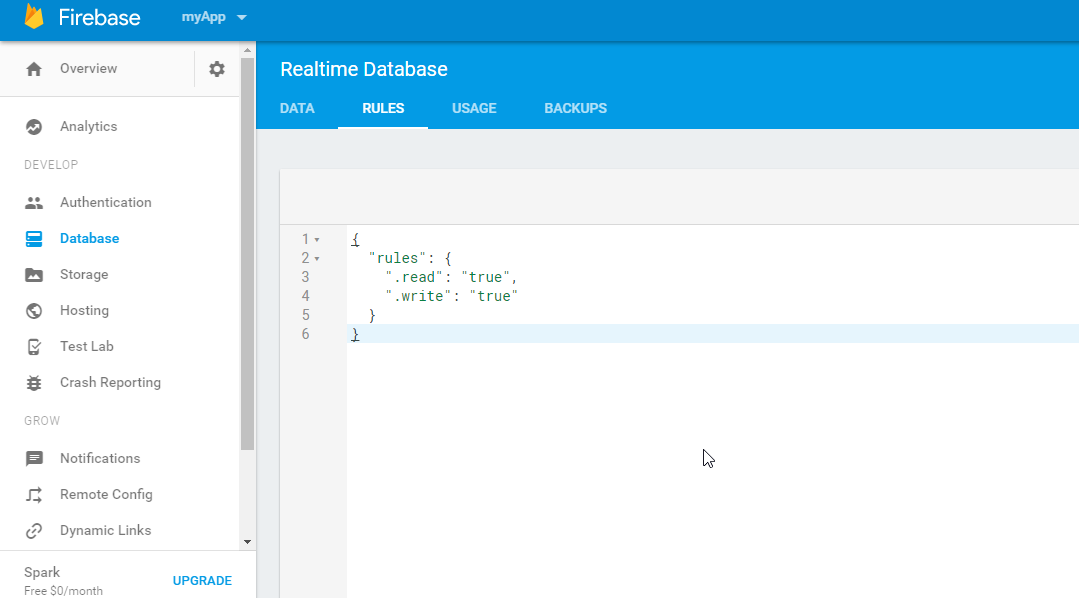 Firebase myApp
Overview
Analytics
DEVELOP
Authentication
Database
Storage
Hosting
Test Lab
Crash Reporting
GROW
Notifications
Remote Config
Dynamic Links
Spark
Free $0/month
UPGRADE
Realtime Database
DATA RULES USAGE BACKUPS
1 {
2 "rules": {
3 ".read": "true",
4 ".write": "true"
5 }
6 }